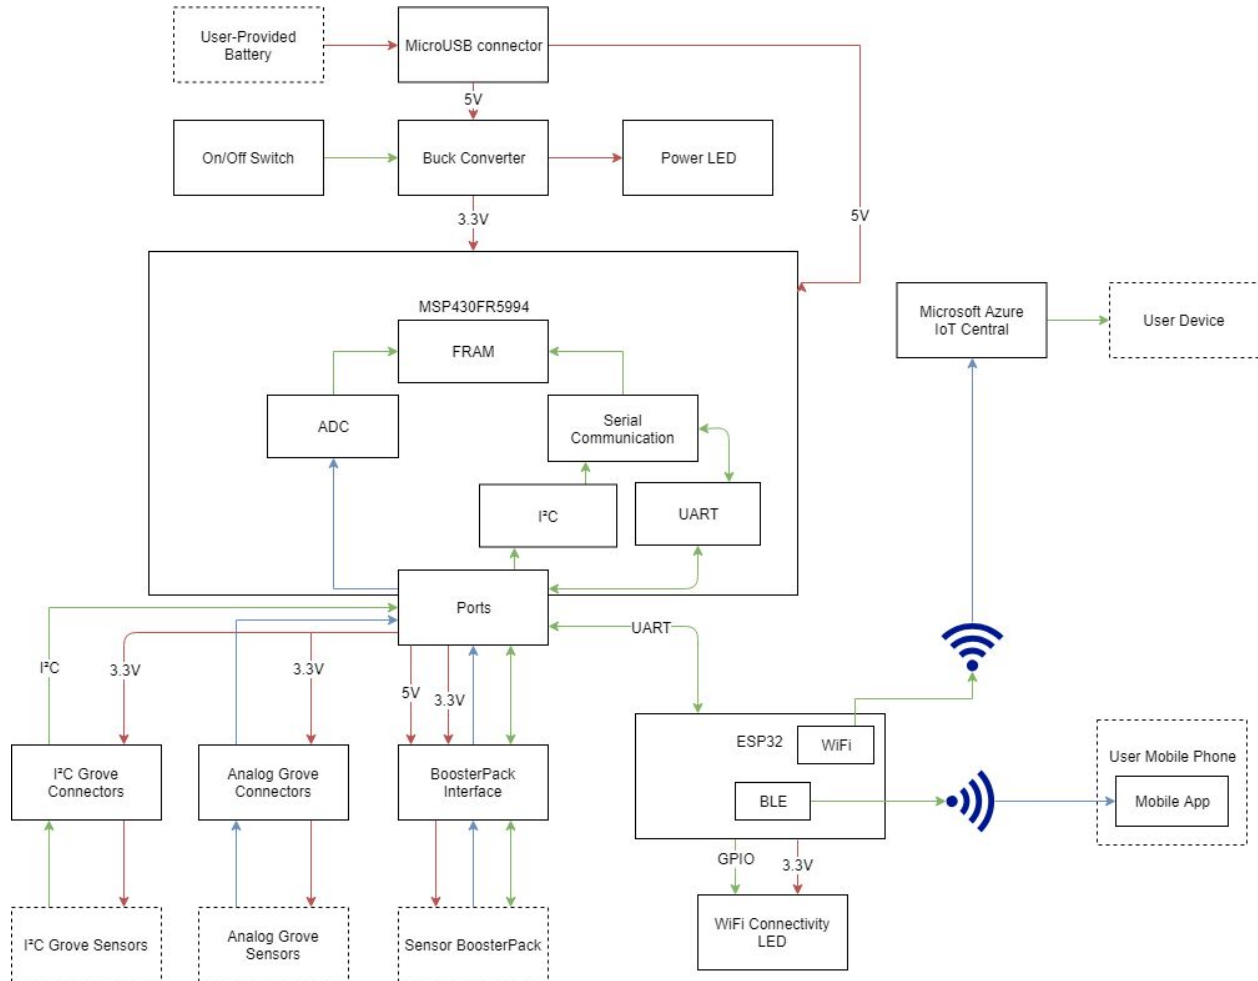 User-Provided
Battery
MicroUSB connector
5V
On/Off Switch
Buck Converter
Power LED
3.3V
5V
MSP430FR5994
FRAM
ADC
Serial
Communication
I²C
UART
Ports
Microsoft Azure
IoT Central
User Device
UART
I²C
3.3V
3.3V
5V
3.3V
I²C Grove
Connectors
Analog Grove
Connectors
BoosterPack
Interface
ESP32
WiFi
BLE
User Mobile Phone
Mobile App
GPIO
3.3V
I²C Grove Sensors
Analog Grove
Sensors
Sensor BoosterPack
WiFi Connectivity
LED